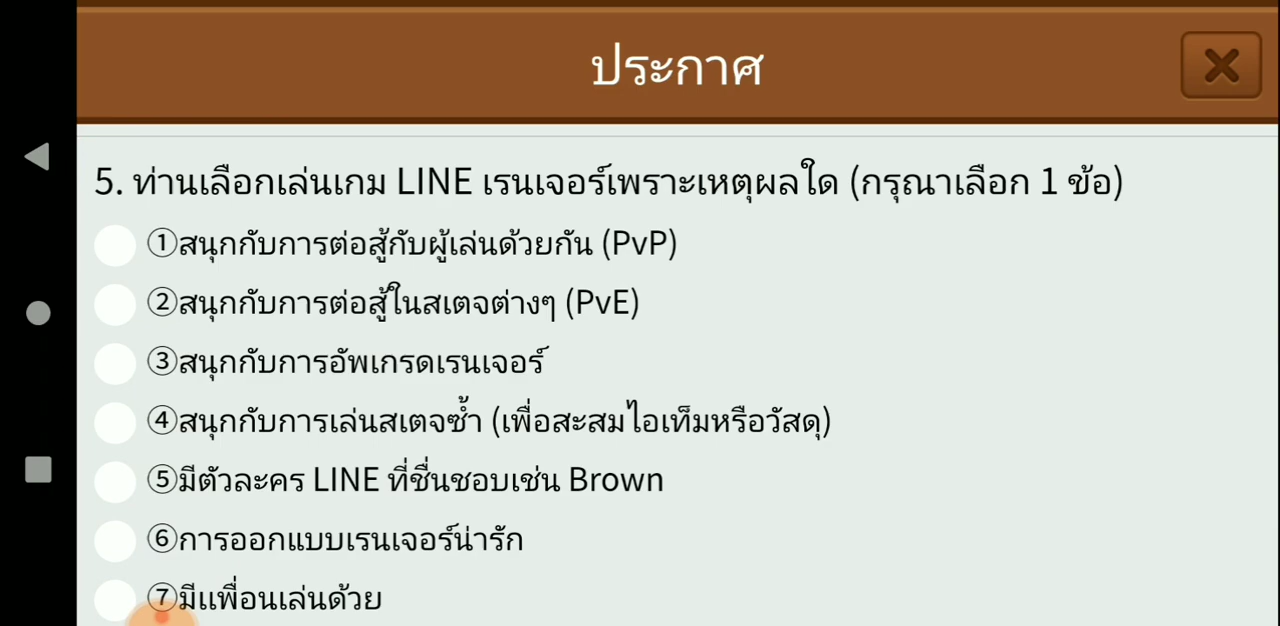 ประกาศ
5. ท่านเลือกเล่นเกม LINE เรนเจอร์เพราะเหตุผลใด (กรุณาเลือก 1 ข้อ)
①สนุกกับการต่อสู้กับผู้เล่นด้วยกัน (PvP)
②สนุกกับการต่อสู้ในสเตจต่างๆ (PvE)
③สนุกกับการอัพเกรดเรนเจอร์
④สนุกกับการเล่นสเตจซ้ำ (เพื่อสะสมไอเท็มหรือวัสดุ)
⑤มีตัวละคร LINE ที่ชื่นชอบเช่น Brown
⑥การออกแบบเรนเจอร์น่ารัก
⑦มีเเพื่อนเล่นด้วย